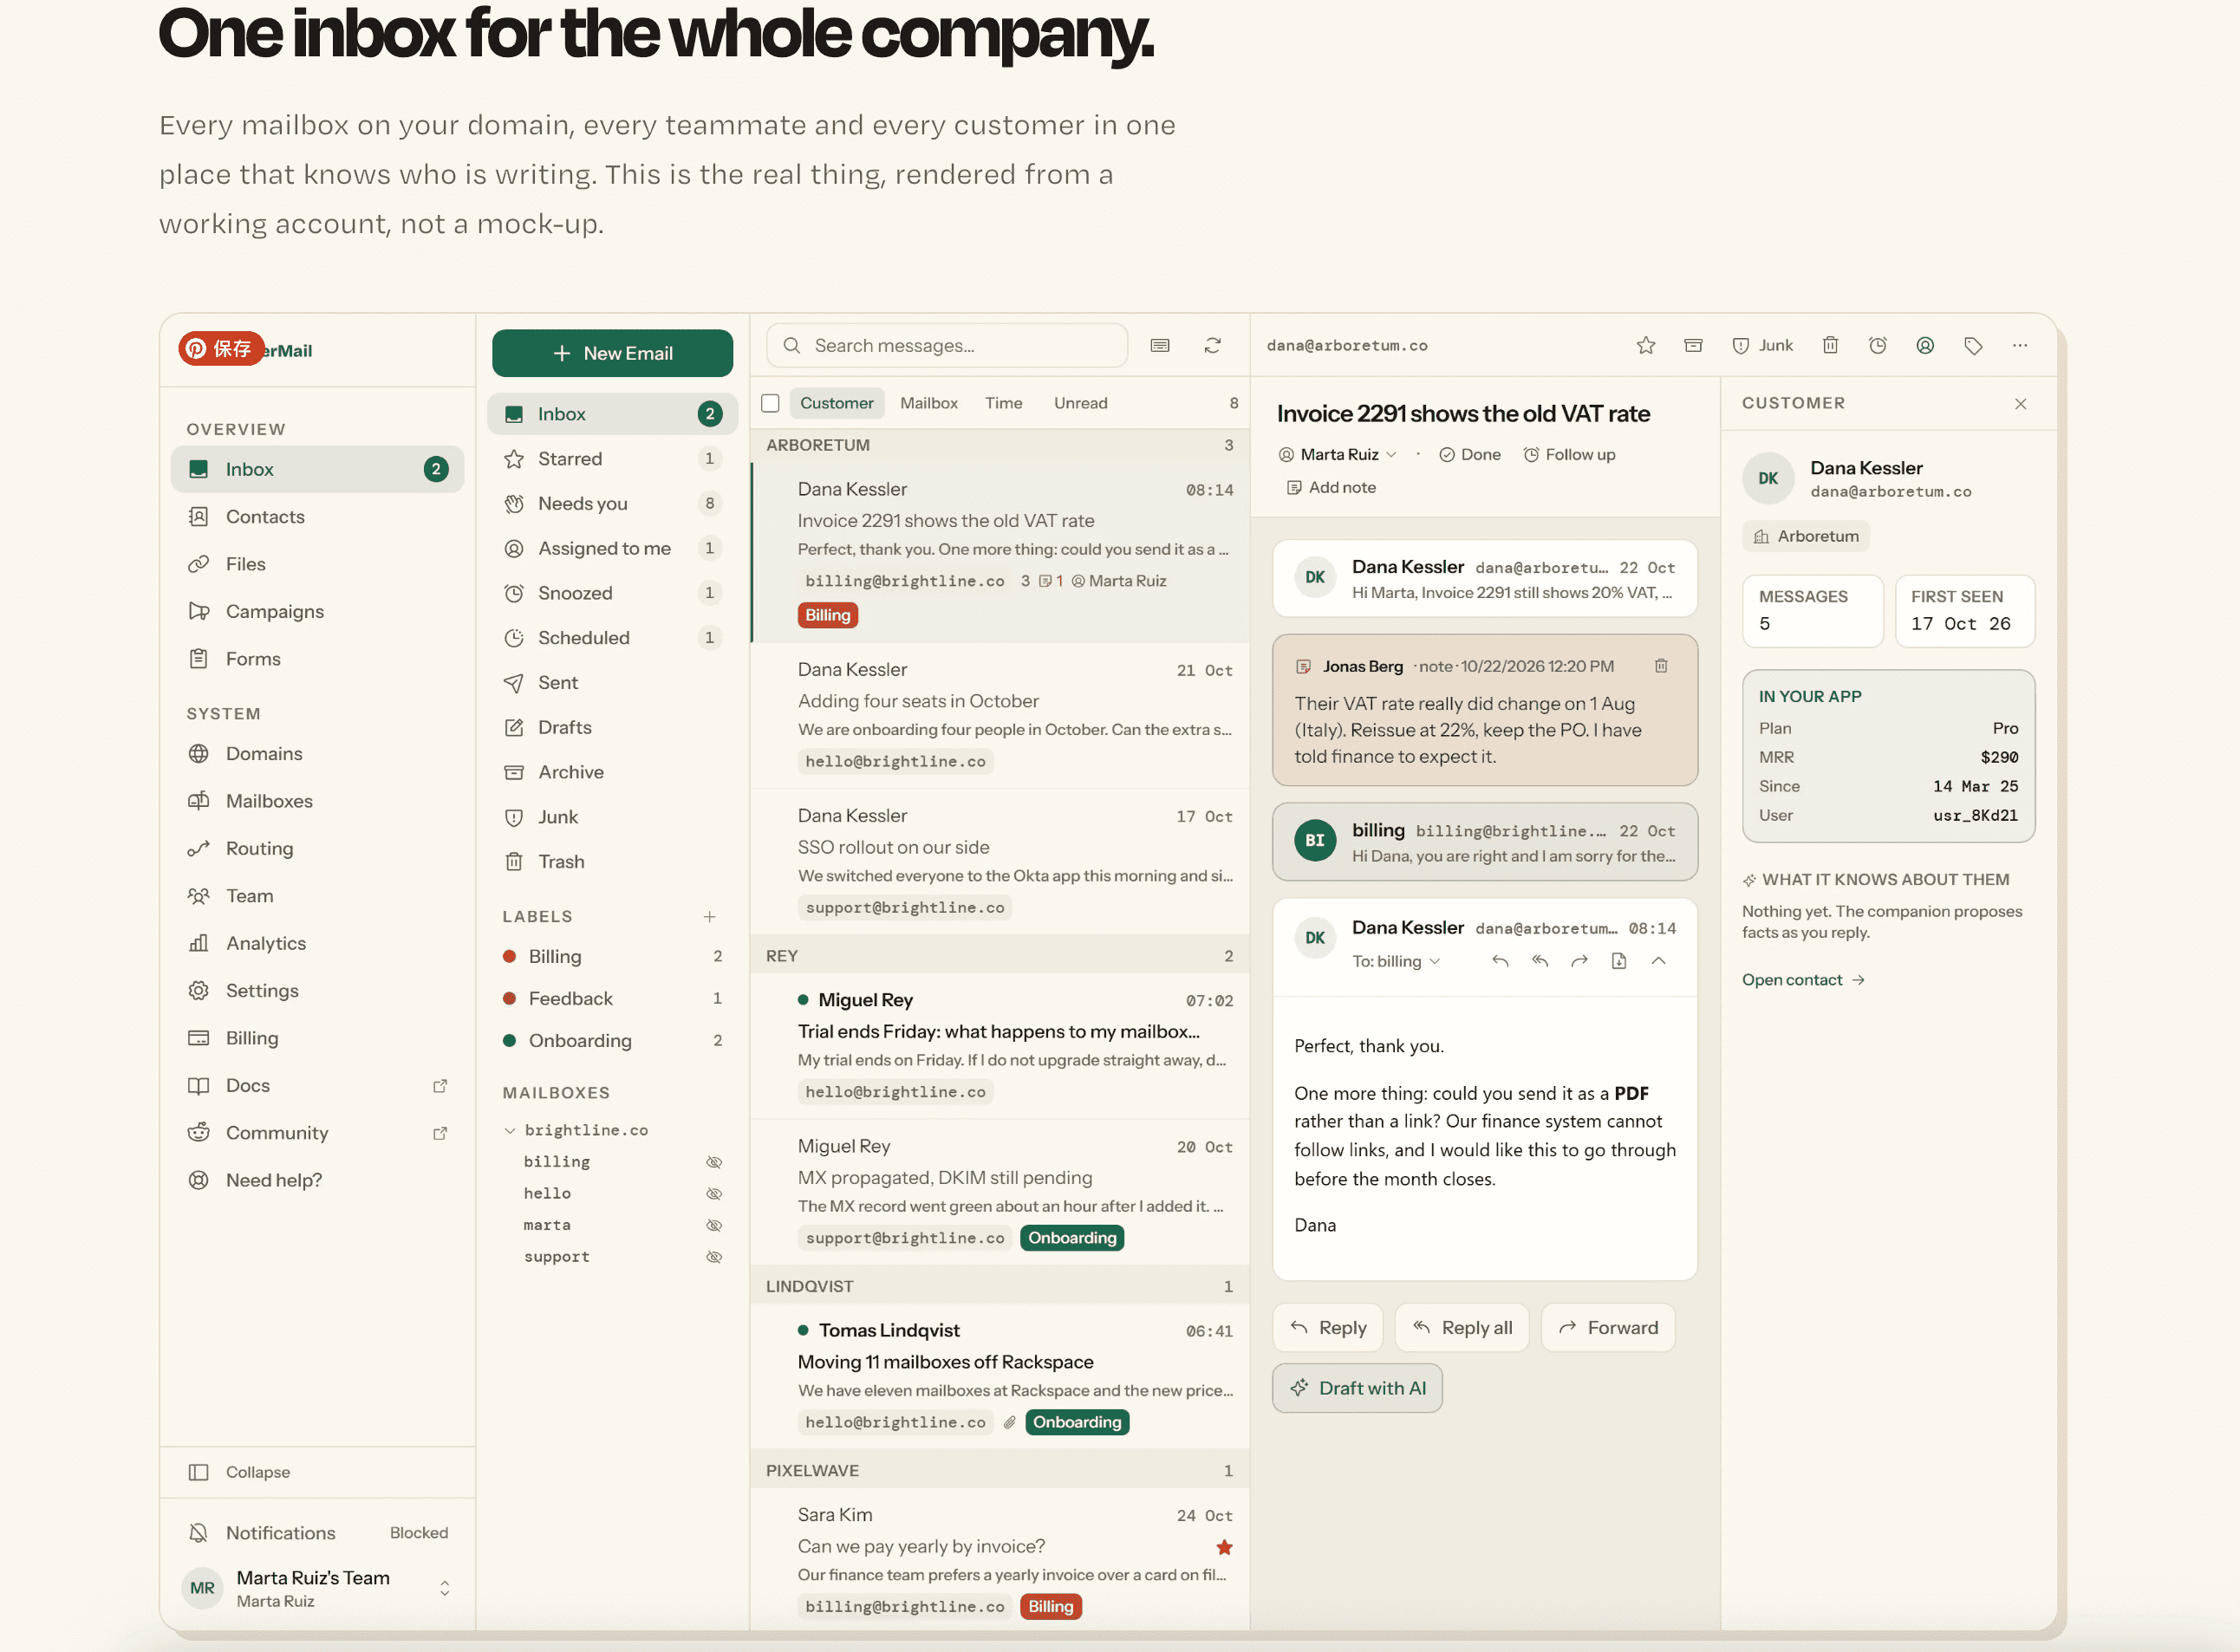 One inbox for the whole company.
Every mailbox on your domain, every teammate and every customer in one
place that knows who is writing. This is the real thing, rendered from a
working account, not a mock-up.
保存
erMail
OVERVIEW
Inbox 2
Contacts
Files
Campaigns
Forms
SYSTEM
Domains
Mailboxes
Routing
Team
Analytics
Settings
Billing
Docs
Community
Need help?
Collapse
Notifications Blocked
MR
Marta Ruiz's Team
Marta Ruiz
New Email
Inbox 2
Starred 1
Needs you 8
Assigned to me 1
Snoozed 1
Scheduled 1
Sent
Drafts
Archive
Junk
Trash
LABELS
Billing 2
Feedback 1
Onboarding 2
MAILBOXES
brightline.co
billing
hello
marta
support
Search messages...
Customer Mailbox Time Unread 8
ARBORETUM 3
Dana Kessler 08:14
Invoice 2291 shows the old VAT rate
Perfect, thank you. One more thing: could you send it as a ...
billing@brightline.co 3 1 Marta Ruiz
Billing
Dana Kessler 21 Oct
Adding four seats in October
We are onboarding four people in October. Can the extra s...
hello@brightline.co
Dana Kessler 17 Oct
SSO rollout on our side
We switched everyone to the Okta app this morning and si...
support@brightline.co
REY 2
Miguel Rey 07:02
Trial ends Friday: what happens to my mailbox...
My trial ends on Friday. If I do not upgrade straight away, d...
hello@brightline.co
Miguel Rey 20 Oct
MX propagated, DKIM still pending
The MX record went green about an hour after I added it. ...
support@brightline.co Onboarding
LINDQVIST 1
Tomas Lindqvist 06:41
Moving 11 mailboxes off Rackspace
We have eleven mailboxes at Rackspace and the new price...
hello@brightline.co Onboarding
PIXELWAVE 1
Sara Kim 24 Oct
Can we pay yearly by invoice?
Our finance team prefers a yearly invoice over a card on fil...
billing@brightline.co Billing
dana@arboretum.co Junk
Invoice 2291 shows the old VAT rate
Marta Ruiz · Done Follow up
Add note
DK
Dana Kessler dana@arboretu... 22 Oct
Hi Marta, Invoice 2291 still shows 20% VAT, ...
Jonas Berg · note · 10/22/2026 12:20 PM
Their VAT rate really did change on 1 Aug
(Italy). Reissue at 22%, keep the PO. I have
told finance to expect it.
BI
billing billing@brightline.... 22 Oct
Hi Dana, you are right and I am sorry for the...
DK
Dana Kessler dana@arboretum... 08:14
To: billing
Perfect, thank you.
One more thing: could you send it as a PDF
rather than a link? Our finance system cannot
follow links, and I would like this to go through
before the month closes.
Dana
Reply Reply all Forward
Draft with AI
CUSTOMER
DK
Dana Kessler
dana@arboretum.co
Arboretum
MESSAGES
5
FIRST SEEN
17 Oct 26
IN YOUR APP
Plan Pro
MRR $290
Since 14 Mar 25
User usr_8Kd21
WHAT IT KNOWS ABOUT THEM
Nothing yet. The companion proposes
facts as you reply.
Open contact →